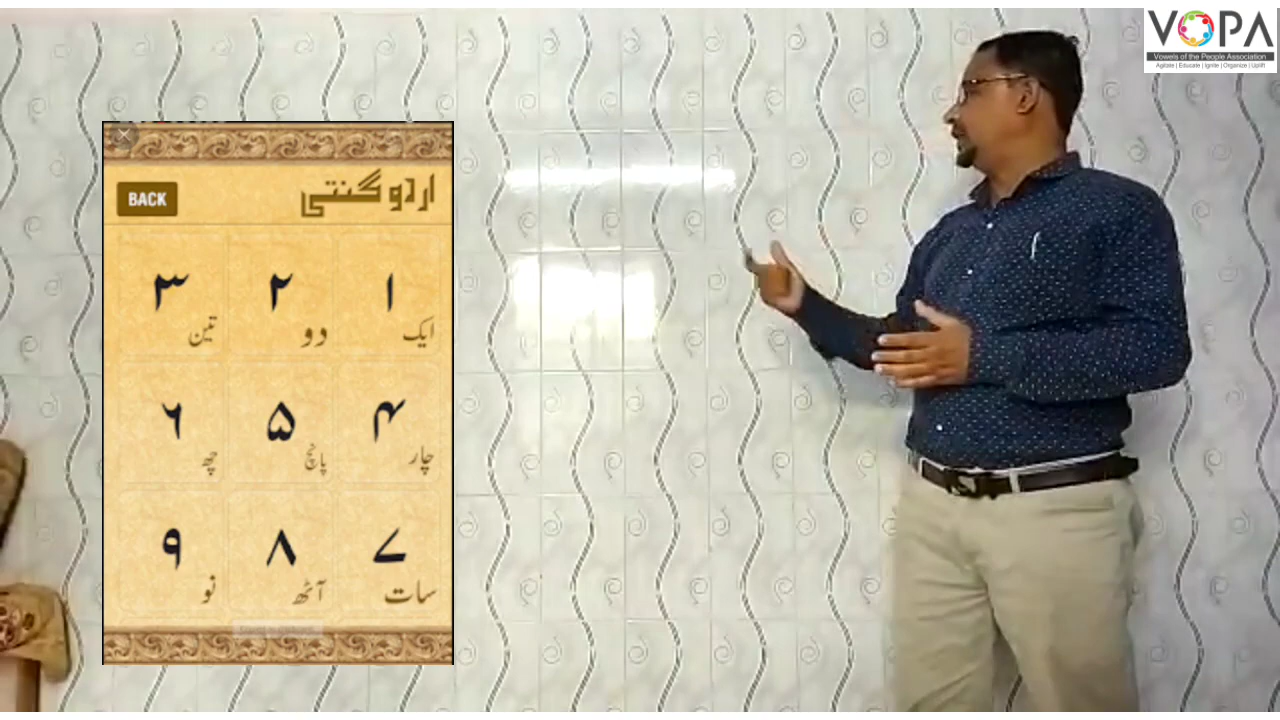 VOPA
Vowels of the People Association
Agitate | Educate | Ignite | Organize | Uplift
اردو گنتی
BACK
۱ ۲ ۳
ایک دو تین
۴ ۵ ۶
چار پانچ چھ
۷ ۸ ۹
سات آٹھ نو